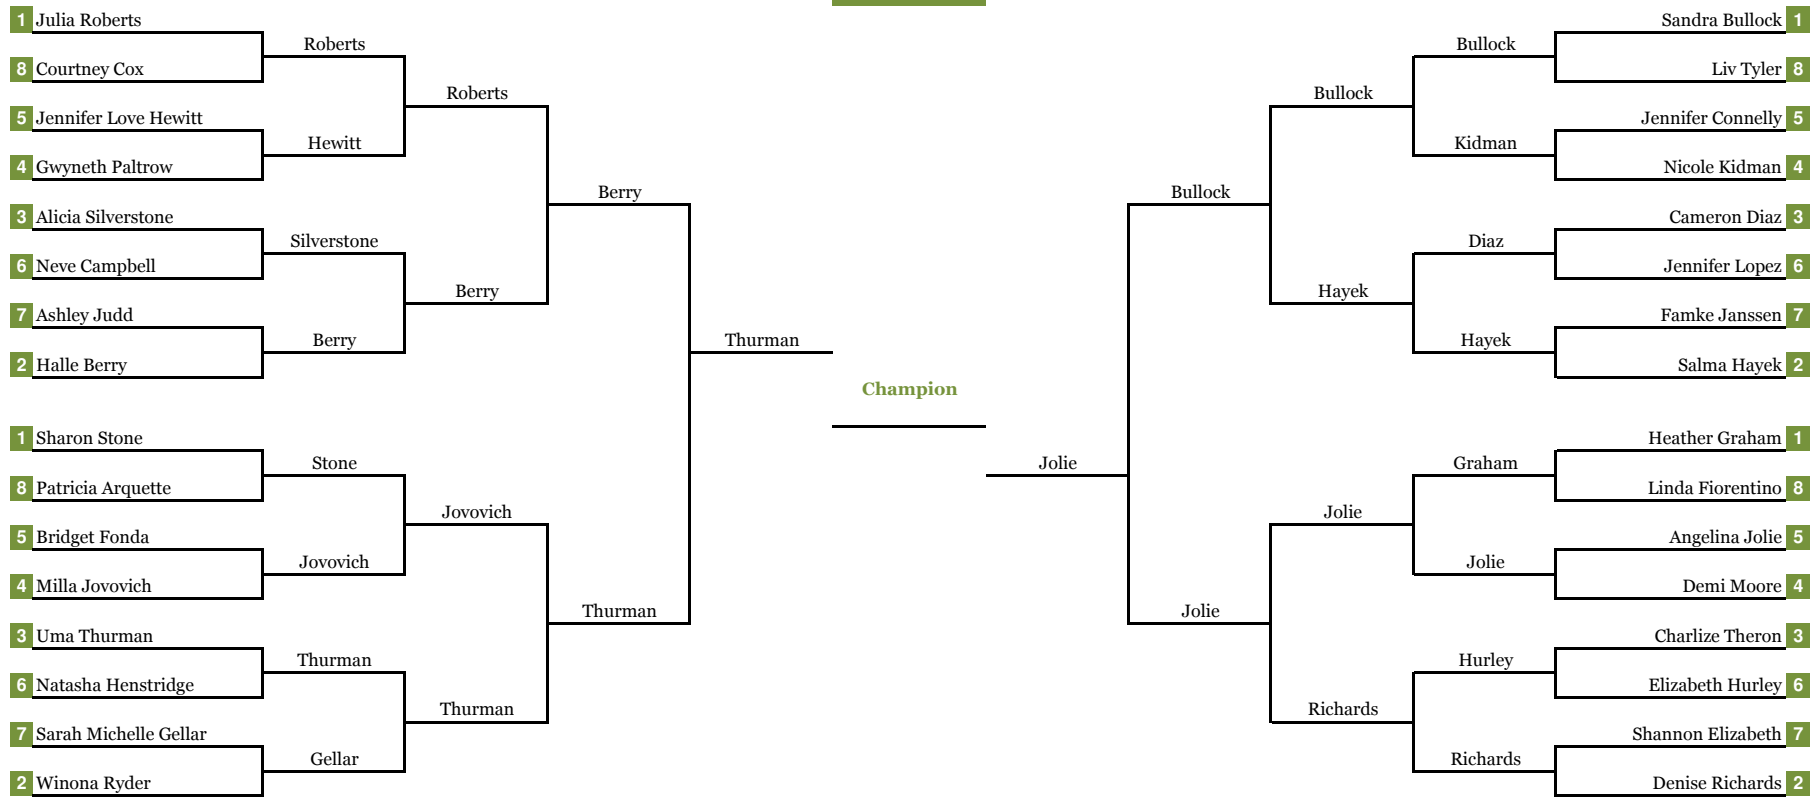 1 Julia Roberts
8 Courtney Cox
5 Jennifer Love Hewitt
4 Gwyneth Paltrow
3 Alicia Silverstone
6 Neve Campbell
7 Ashley Judd
2 Halle Berry
1 Sharon Stone
8 Patricia Arquette
5 Bridget Fonda
4 Milla Jovovich
3 Uma Thurman
6 Natasha Henstridge
7 Sarah Michelle Gellar
2 Winona Ryder
Roberts
Hewitt
Silverstone
Berry
Stone
Jovovich
Thurman
Gellar
Roberts
Berry
Jovovich
Thurman
Berry
Thurman
Thurman
Champion
Jolie
Bullock
Jolie
Bullock
Hayek
Jolie
Richards
Bullock
Kidman
Diaz
Hayek
Graham
Jolie
Hurley
Richards
Sandra Bullock 1
Liv Tyler 8
Jennifer Connelly 5
Nicole Kidman 4
Cameron Diaz 3
Jennifer Lopez 6
Famke Janssen 7
Salma Hayek 2
Heather Graham 1
Linda Fiorentino 8
Angelina Jolie 5
Demi Moore 4
Charlize Theron 3
Elizabeth Hurley 6
Shannon Elizabeth 7
Denise Richards 2